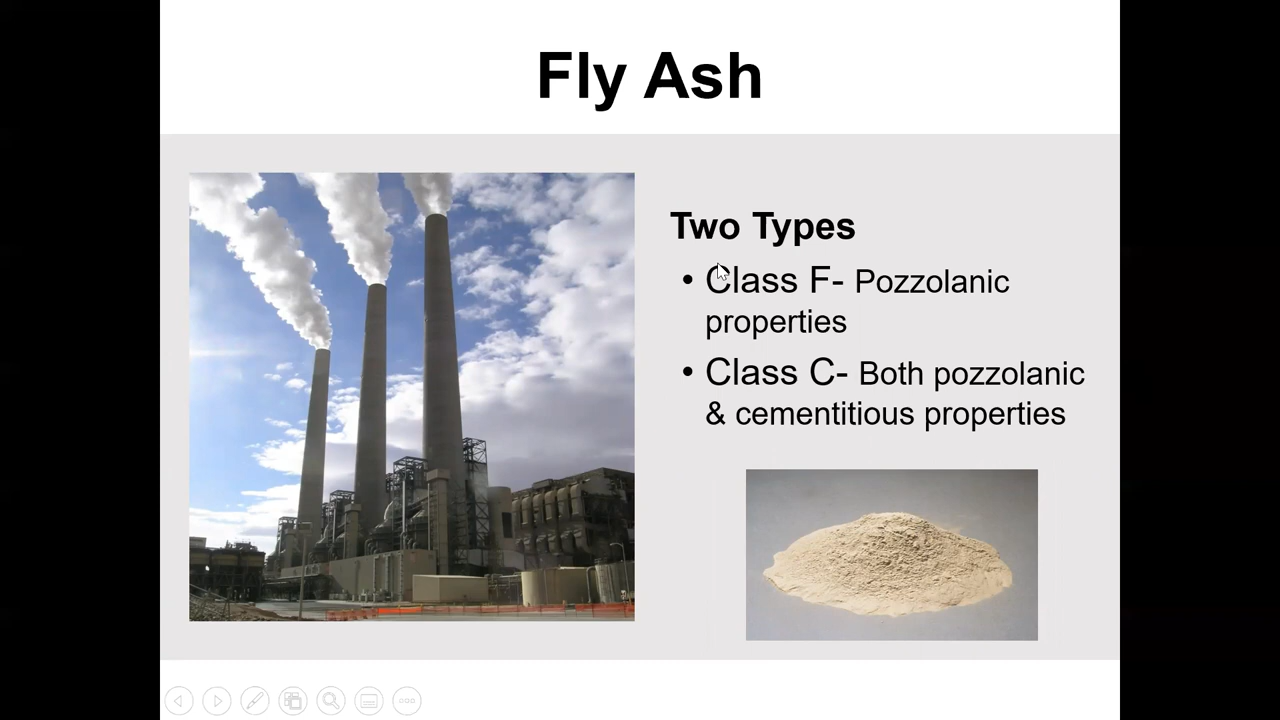 Fly Ash
Two Types
• Class F- Pozzolanic
properties
• Class C- Both pozzolanic
& cementitious properties